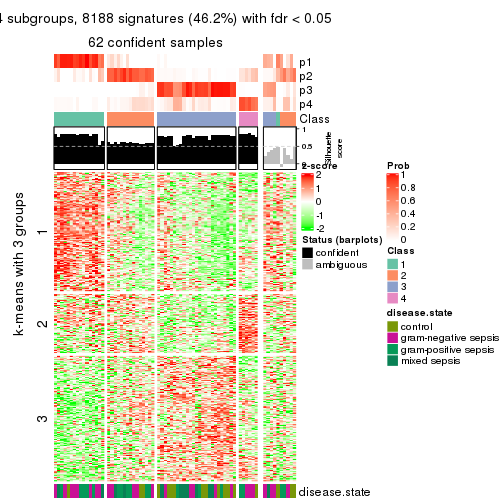 4 subgroups, 8188 signatures (46.2%) with fdr < 0.05
62 confident samples
p1
p2
p3
p4
Class
1
0.5
0
Silhouette
score
k-means with 3 groups
1
2
3
disease.state
z-score
2
1
0
-1
-2
Status (barplots)
confident
ambiguous
Prob
1
0.8
0.6
0.4
0.2
0
Class
1
2
3
4
disease.state
control
gram-negative sepsis
gram-positive sepsis
mixed sepsis